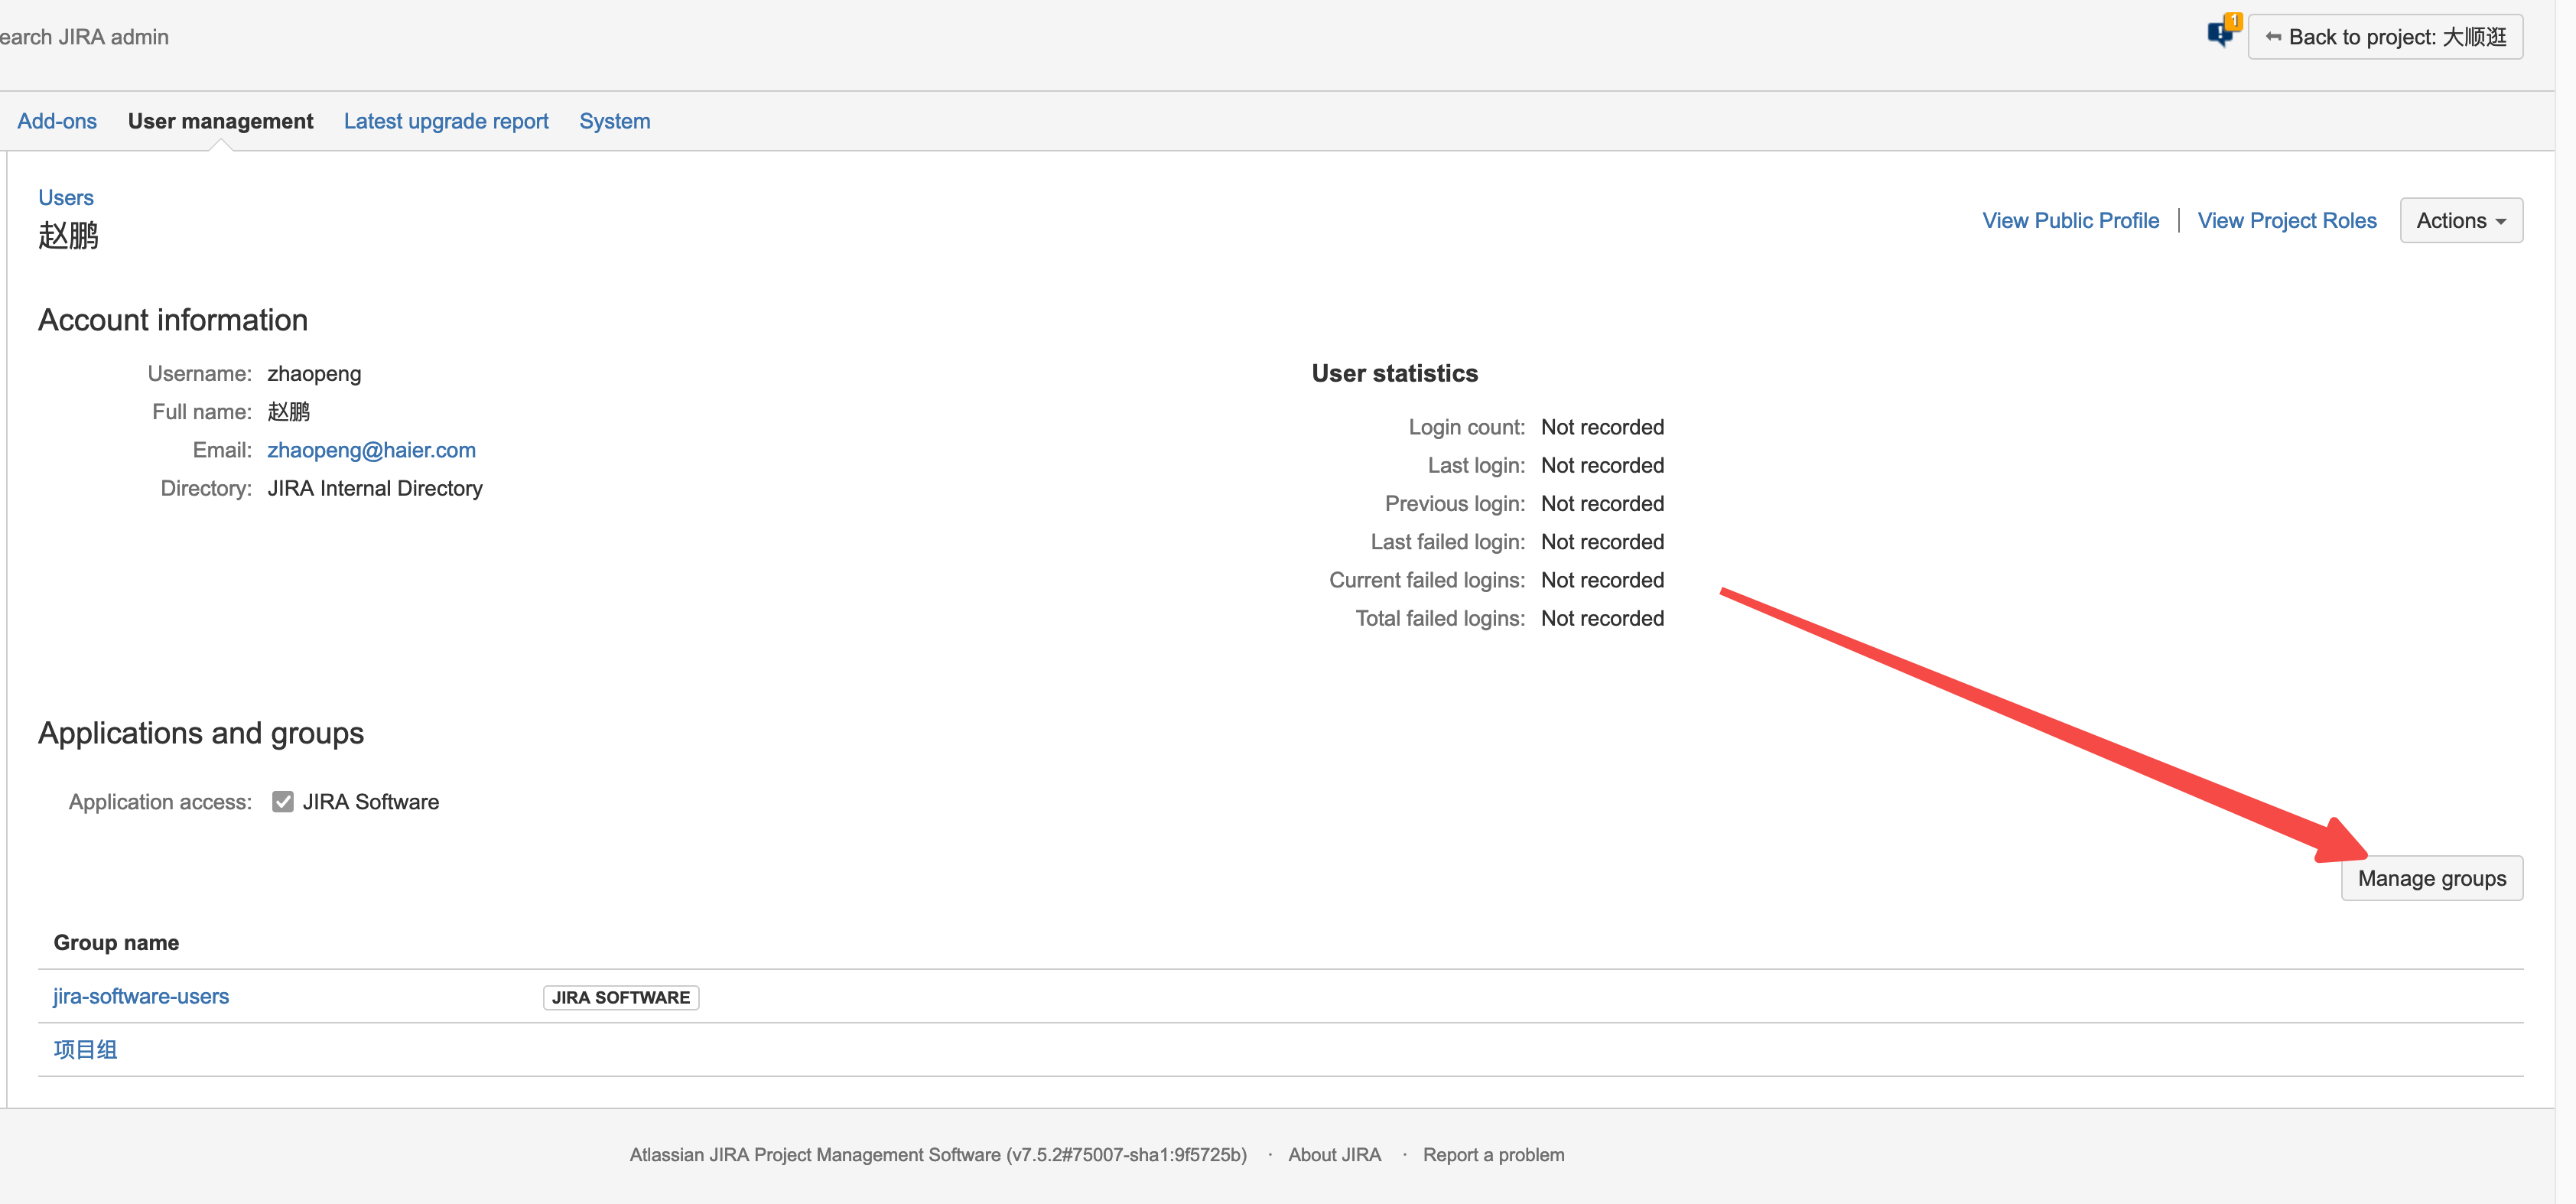 earch JIRA admin
1
Back to project: 大顺逛
Add-ons User management Latest upgrade report System
Users
赵鹏
View Public Profile View Project Roles Actions
Account information
Username: zhaopeng
Full name: 赵鹏
Email: zhaopeng@haier.com
Directory: JIRA Internal Directory
User statistics
Login count: Not recorded
Last login: Not recorded
Previous login: Not recorded
Last failed login: Not recorded
Current failed logins: Not recorded
Total failed logins: Not recorded
Applications and groups
Application access: JIRA Software
Manage groups
Group name
jira-software-users JIRA SOFTWARE
项目组
Atlassian JIRA Project Management Software (v7.5.2#75007-sha1:9f5725b) · About JIRA · Report a problem